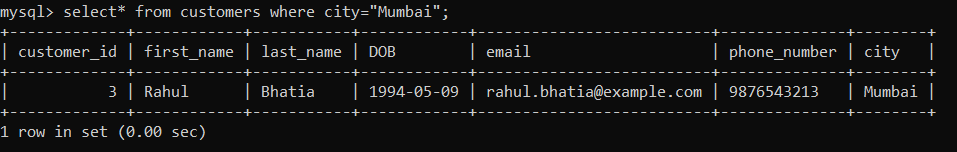 mysql> select* from customers where city="Mumbai";
+-------------+------------+-----------+------------+--------------------------+--------------+--------+
| customer_id | first_name | last_name | DOB        | email                    | phone_number | city   |
+-------------+------------+-----------+------------+--------------------------+--------------+--------+
|           3 | Rahul      | Bhatia    | 1994-05-09 | rahul.bhatia@example.com | 9876543213   | Mumbai |
+-------------+------------+-----------+------------+--------------------------+--------------+--------+
1 row in set (0.00 sec)